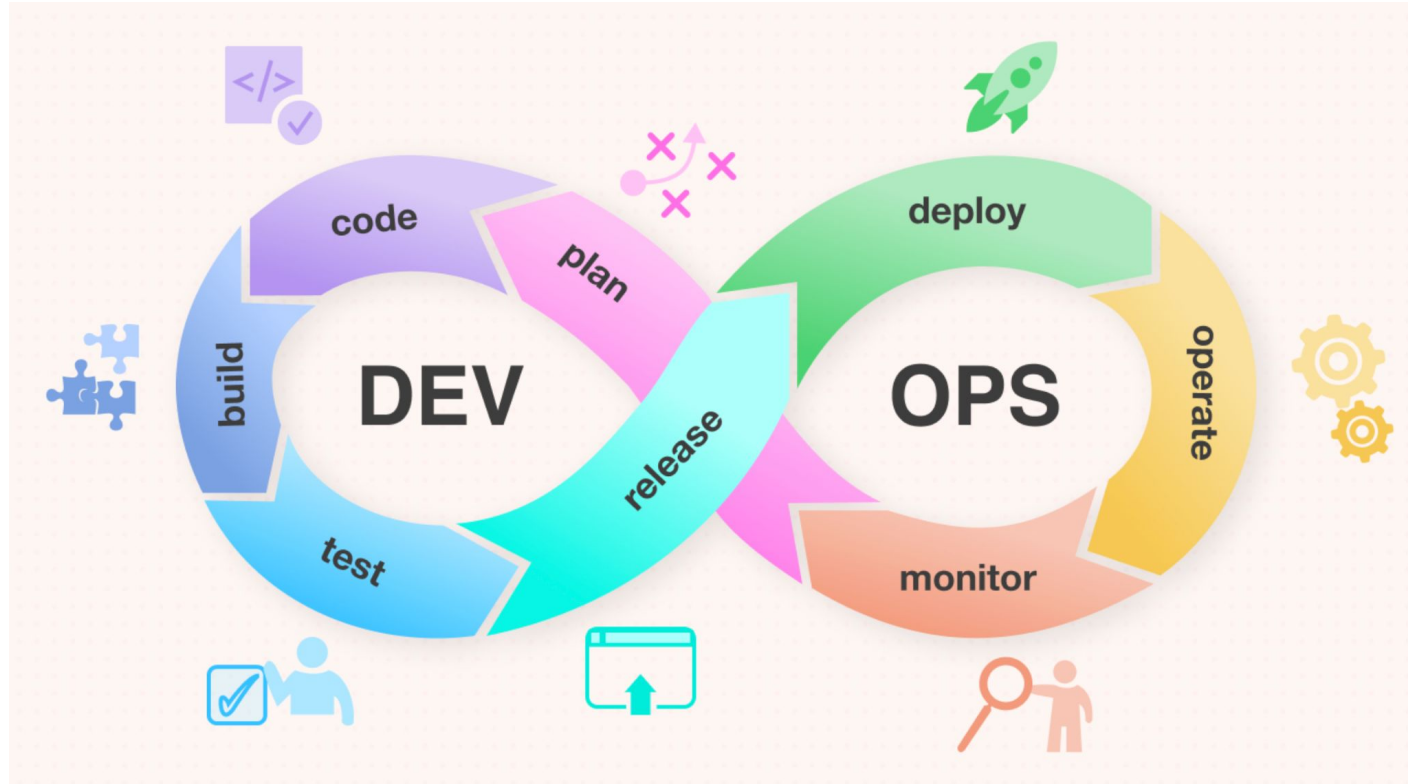 </>
code
plan
build
DEV
test
release
deploy
OPS
operate
monitor